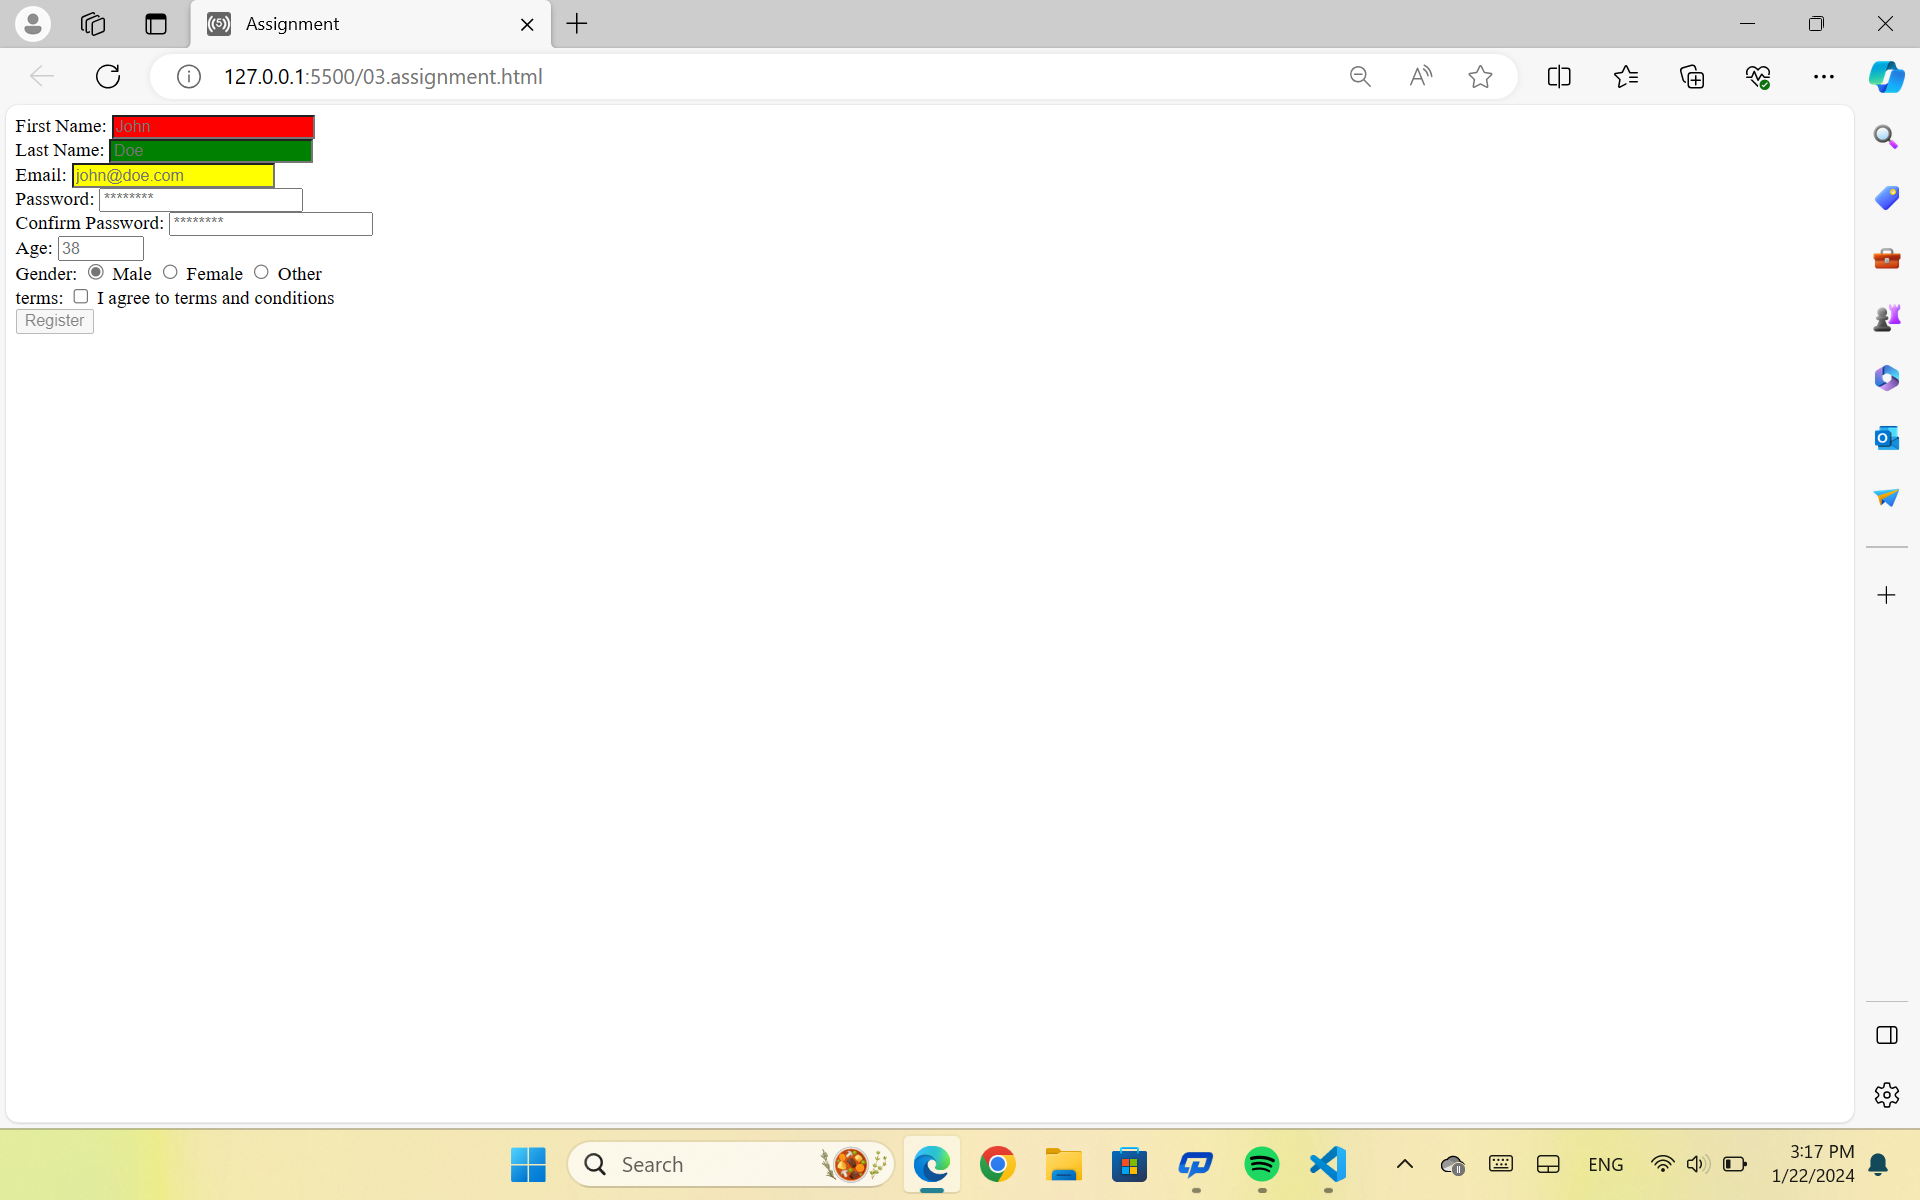 Assignment
127.0.0.1:5500/03.assignment.html
First Name: John
Last Name: Doe
Email: john@doe.com
Password: ********
Confirm Password: ********
Age: 38
Gender: Male Female Other
terms: I agree to terms and conditions
Register
Search
ENG
3:17 PM
1/22/2024